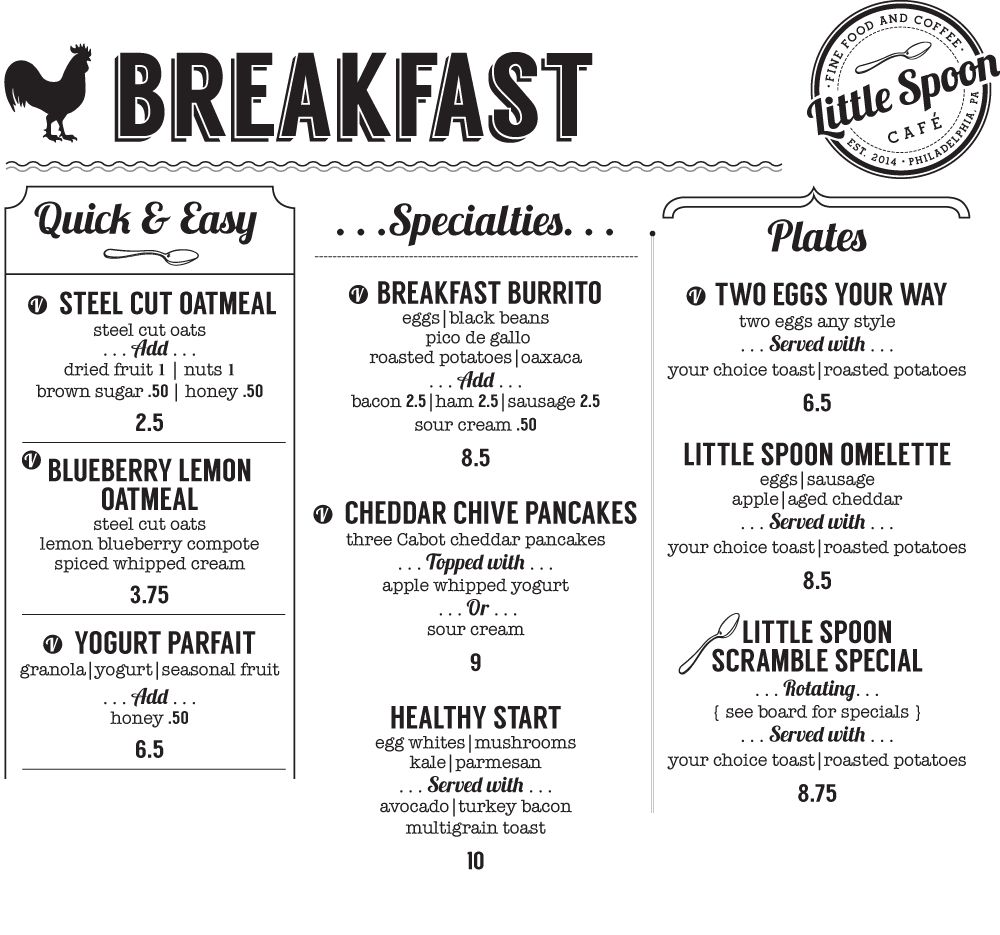 BREAKFAST
FINE FOOD AND COFFEE
Little Spoon
CAFÉ
EST. 2014 • PHILADELPHIA, PA
Quick & Easy
V STEEL CUT OATMEAL
steel cut oats
. . . Add . . .
dried fruit 1 | nuts 1
brown sugar .50 | honey .50
2.5
V BLUEBERRY LEMON
OATMEAL
steel cut oats
lemon blueberry compote
spiced whipped cream
3.75
V YOGURT PARFAIT
granola|yogurt|seasonal fruit
. . . Add . . .
honey .50
6.5
. . .Specialties. . .
V BREAKFAST BURRITO
eggs|black beans
pico de gallo
roasted potatoes|oaxaca
. . . Add . . .
bacon 2.5|ham 2.5|sausage 2.5
sour cream .50
8.5
V CHEDDAR CHIVE PANCAKES
three Cabot cheddar pancakes
. . . Topped with . . .
apple whipped yogurt
. . . Or . . .
sour cream
9
HEALTHY START
egg whites|mushrooms
kale|parmesan
. . . Served with . . .
avocado|turkey bacon
multigrain toast
10
Plates
V TWO EGGS YOUR WAY
two eggs any style
. . . Served with . . .
your choice toast|roasted potatoes
6.5
LITTLE SPOON OMELETTE
eggs|sausage
apple|aged cheddar
. . . Served with . . .
your choice toast|roasted potatoes
8.5
LITTLE SPOON
SCRAMBLE SPECIAL
. . . Rotating. . .
{ see board for specials }
. . . Served with . . .
your choice toast|roasted potatoes
8.75